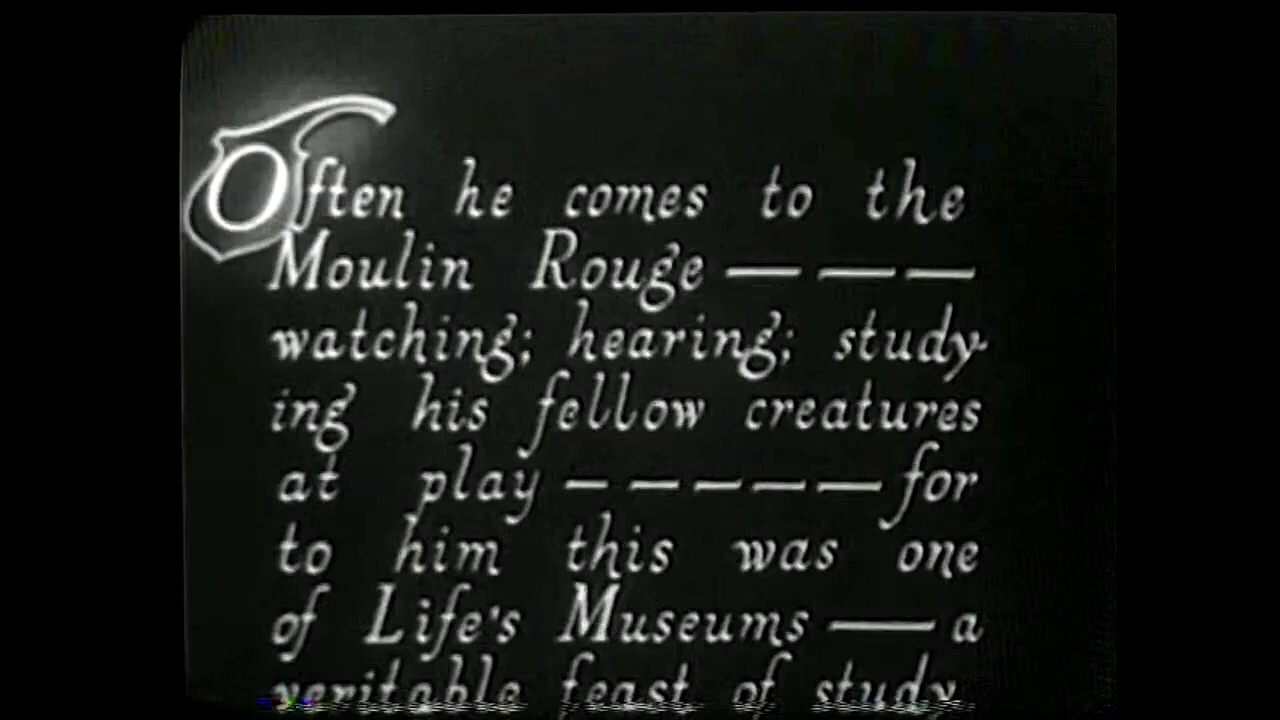 Often he comes to the
Moulin Rouge — — —
watching; hearing; study
ing his fellow creatures
at play — — — — — for
to him this was one
of Life's Museums — a
veritable feast of study.